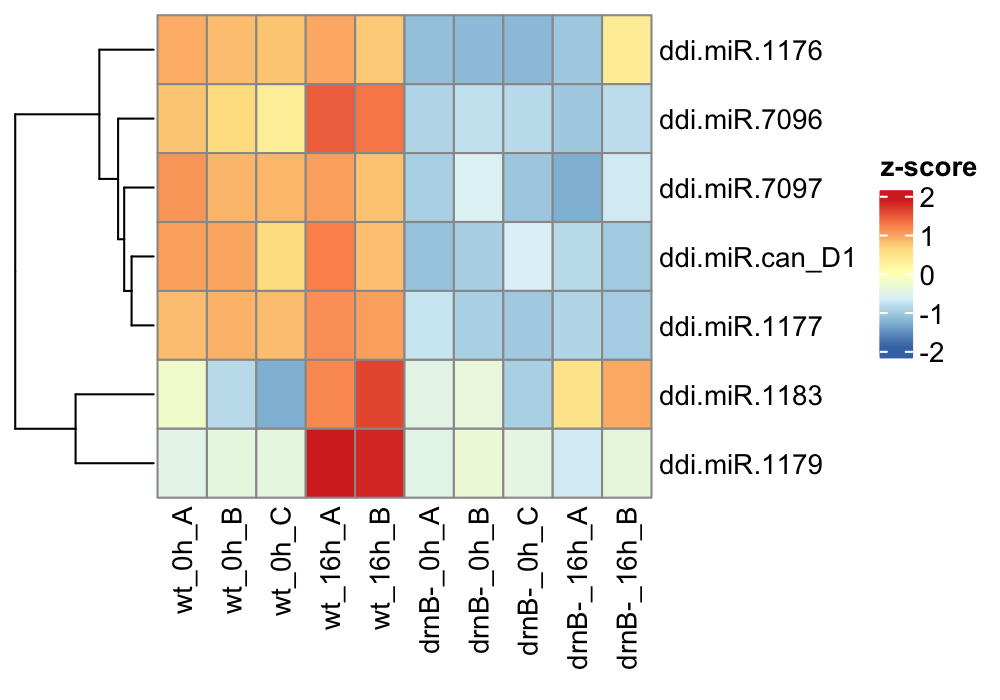 ddi.miR.1176
ddi.miR.7096
ddi.miR.7097
ddi.miR.can_D1
ddi.miR.1177
ddi.miR.1183
ddi.miR.1179
wt_0h_A
wt_0h_B
wt_0h_C
wt_16h_A
wt_16h_B
drnB-_0h_A
drnB-_0h_B
drnB-_0h_C
drnB-_16h_A
drnB-_16h_B
z-score
2
1
0
-1
-2